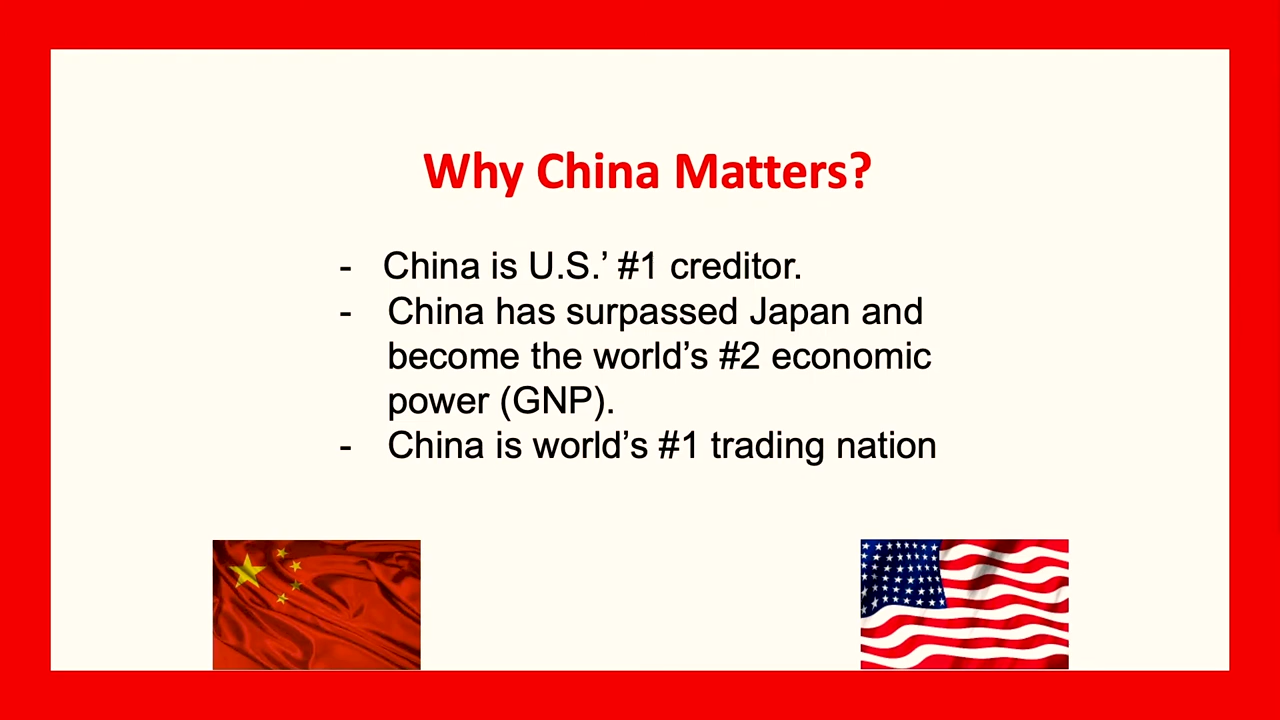 Why China Matters?
- China is U.S.’ #1 creditor.
- China has surpassed Japan and
become the world’s #2 economic
power (GNP).
- China is world’s #1 trading nation